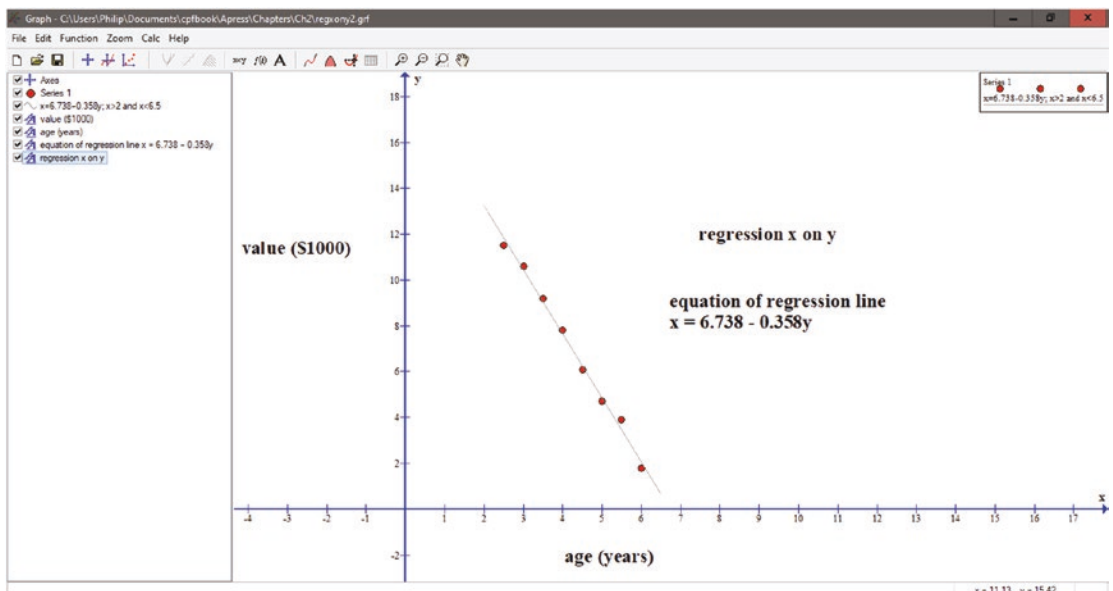 Graph - C:\Users\Philip\Documents\cpfbook\Apress\Chapters\Ch2\regxony2.grf
File Edit Function Zoom Calc Help
Axes
Series 1
x=6.738-0.358y; x>2 and x<6.5
value ($1000)
age (years)
equation of regression line x = 6.738 - 0.358y
regression x on y
y
Series 1
x=6.738-0.358y; x>2 and x<6.5
18
16
14
12
10
8
6
4
2
-2
value ($1000)
regression x on y
equation of regression line
x = 6.738 - 0.358y
x
-4 -3 -2 -1 1 2 3 4 5 6 7 8 9 10 11 12 13 14 15 16 17
age (years)